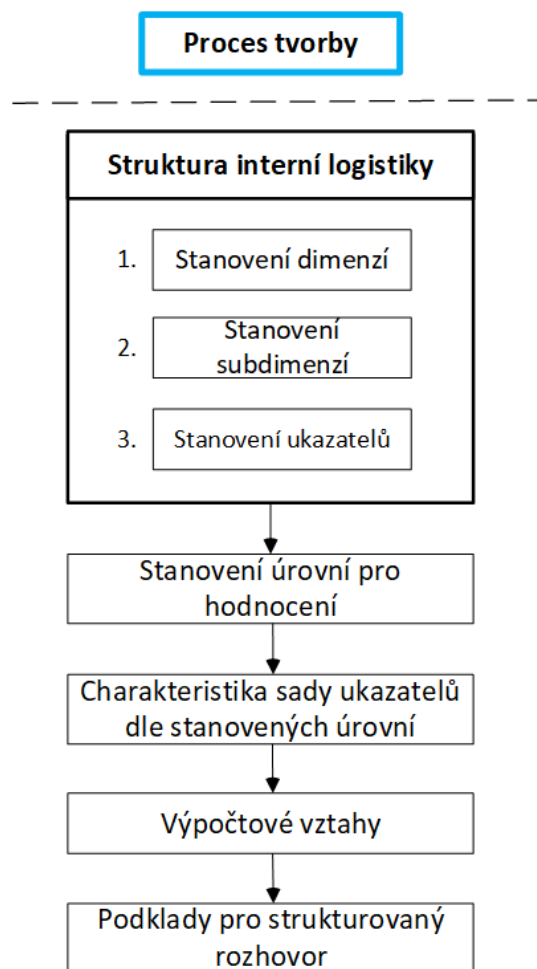 Proces tvorby
Struktura interní logistiky
1. Stanovení dimenzí
2. Stanovení
subdimenzí
3. Stanovení ukazatelů
Stanovení úrovní pro
hodnocení
Charakteristika sady ukazatelů
dle stanovených úrovní
Výpočtové vztahy
Podklady pro strukturovaný
rozhovor